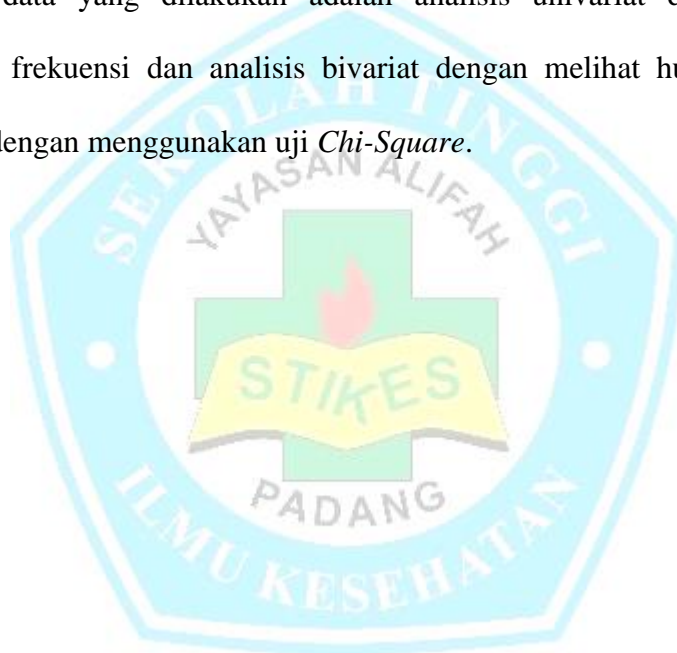 data yang dilakukan adalah analisis univariat
frekuensi dan analisis bivariat dengan melihat
dengan menggunakan uji Chi-Square.
SEKOLAH TINGGI
YAYASAN ALIFAH
STIKES
PADANG
ILMU KESEHATAN